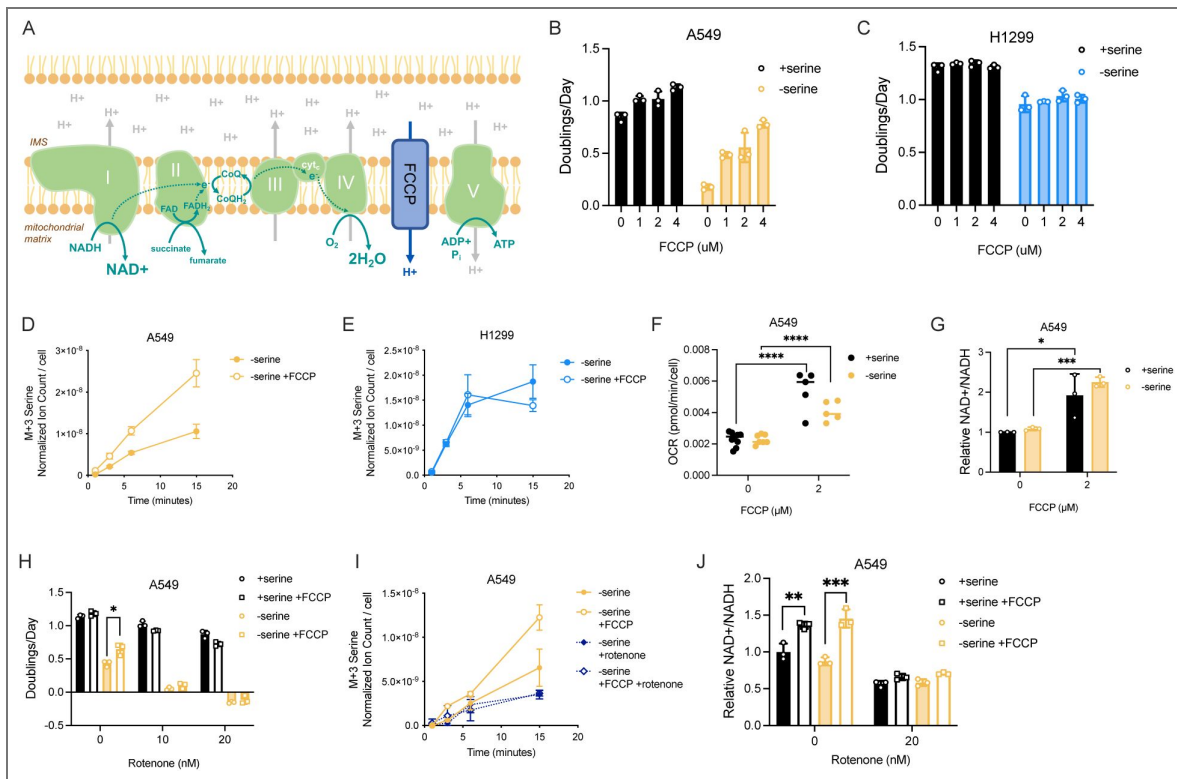 A
H+ H+ H+ H+ H+ H+
H+ H+ H+ H+ H+ H+
IMS
I
II
III
cyt c
IV
FCCP
V
e-
CoQ
CoQH2
e-
FAD
FADH2
mitochondrial
matrix
NADH
NAD+
succinate
fumarate
O2
2H2O
H+
ADP+
Pi
ATP
H+
B
A549
Doublings/Day
1.5
1.0
0.5
0.0
0 1 2 4 0 1 2 4
FCCP (uM)
+serine
-serine
C
H1299
Doublings/Day
1.5
1.0
0.5
0.0
0 1 2 4 0 1 2 4
FCCP (uM)
+serine
-serine
D
A549
M+3 Serine
Normalized Ion Count / cell
3×10-8
2×10-8
1×10-8
0
0 5 10 15 20
Time (minutes)
-serine
-serine +FCCP
E
H1299
M+3 Serine
Normalized Ion Count / cell
2.5×10-8
2.0×10-8
1.5×10-8
1.0×10-8
5.0×10-9
0.0
0 5 10 15 20
Time (minutes)
-serine
-serine +FCCP
F
A549
OCR (pmol/min/cell)
0.008
0.006
0.004
0.002
0.000
**** ****
0 2
FCCP (µM)
+serine
-serine
G
A549
Relative NAD+/NADH
3
2
1
0
*
***
0 2
FCCP (µM)
+serine
-serine
H
A549
Doublings/Day
1.5
1.0
0.5
0.0
-0.5
*
0 10 20
Rotenone (nM)
+serine
+serine +FCCP
-serine
-serine +FCCP
I
A549
M+3 Serine
Normalized Ion Count / cell
1.5×10-8
1.0×10-8
5.0×10-9
0.0
0 5 10 15 20
Time (minutes)
-serine
-serine
+FCCP
-serine
+rotenone
-serine
+FCCP +rotenone
J
A549
Relative NAD+/NADH
2.0
1.5
1.0
0.5
0.0
** ***
0 20
Rotenone (nM)
+serine
+serine +FCCP
-serine
-serine +FCCP